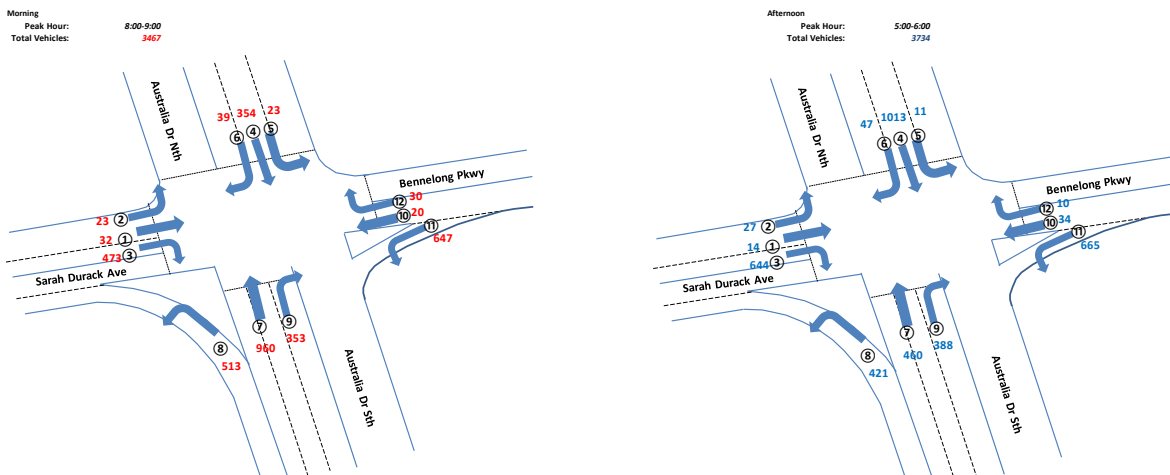 Morning
Peak Hour: 8:00-9:00
Total Vehicles: 3467
Australia Dr Nth
39 354 23
6 4 5
Bennelong Pkwy
12 30
10 20
11
647
23 2
32 1
473 3
Sarah Durack Ave
7 9
960 353
8
513
Australia Dr Sth
Afternoon
Peak Hour: 5:00-6:00
Total Vehicles: 3734
Australia Dr Nth
47 1013 11
6 4 5
Bennelong Pkwy
12 10
10 34
11
665
27 2
14 1
644 3
Sarah Durack Ave
7 9
460 388
8
421
Australia Dr Sth